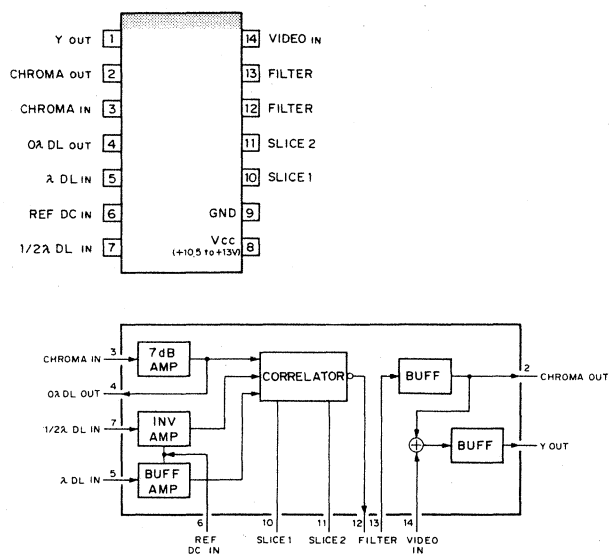 Y OUT 1 14 VIDEO IN
CHROMA OUT 2 13 FILTER
CHROMA IN 3 12 FILTER
0λ DL OUT 4 11 SLICE 2
λ DL IN 5 10 SLICE 1
REF DC IN 6 GND 9
1/2λ DL IN 7 Vcc 8
(+10.5 to +13V)
CHROMA IN 3
7dB
AMP
0λ DL OUT 4
1/2λ DL IN 7
INV
AMP
λ DL IN 5
BUFF
AMP
CORRELATOR
BUFF
2 CHROMA OUT
BUFF
Y OUT
6 10 11 12 13 14
REF SLICE 1 SLICE 2 FILTER VIDEO
DC IN IN